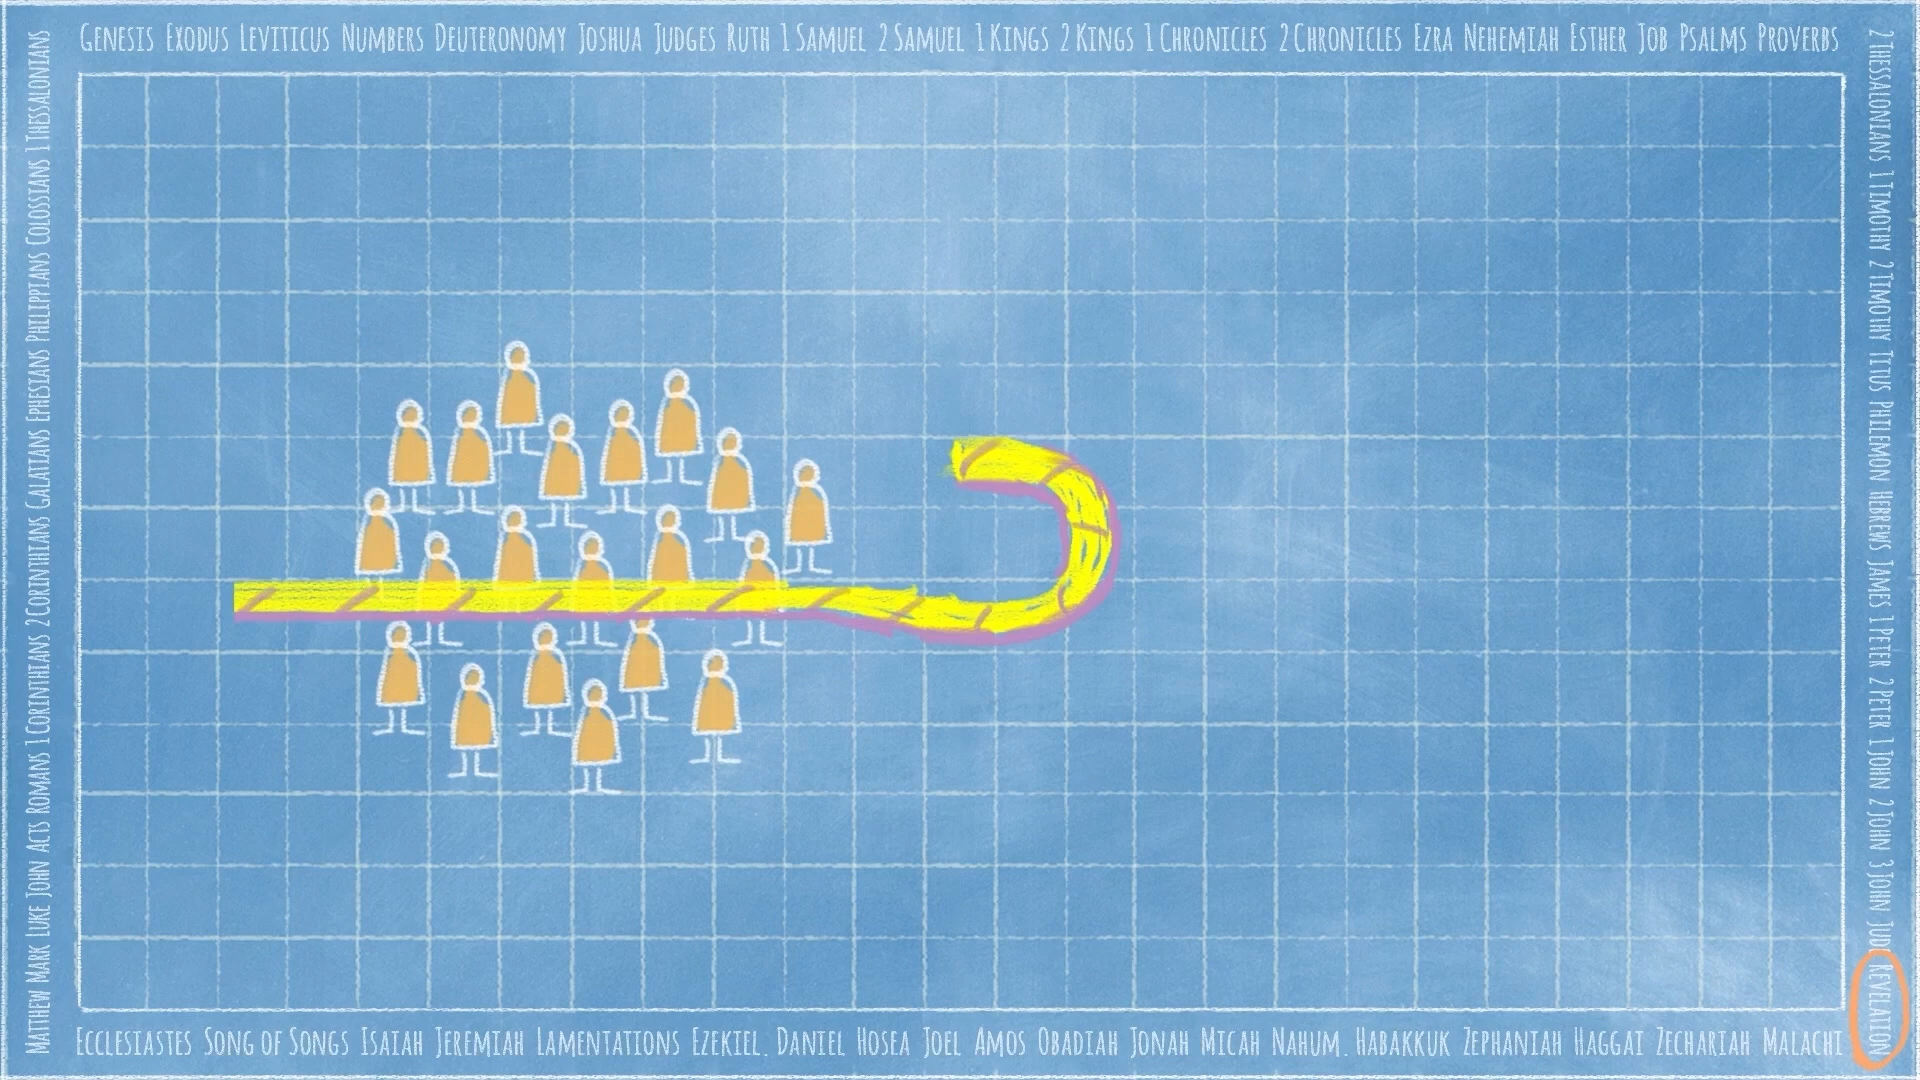 Genesis Exodus Leviticus Numbers Deuteronomy Joshua Judges Ruth 1 Samuel 2 Samuel 1 Kings 2 Kings 1 Chronicles 2 Chronicles Ezra Nehemiah Esther Job Psalms Proverbs
Ecclesiastes Song of Songs Isaiah Jeremiah Lamentations Ezekiel. Daniel Hosea Joel Amos Obadiah Jonah Micah Nahum. Habakkuk Zephaniah Haggai Zechariah Malachi
Matthew Mark Luke John Acts Romans 1 Corinthians 2 Corinthians Galatians Ephesians Philippians Colossians 1 Thessalonians
2 Thessalonians 1 Timothy 2 Timothy Titus Philemon Hebrews James 1 Peter 2 Peter 1 John 2 John 3 John Jude Revelation